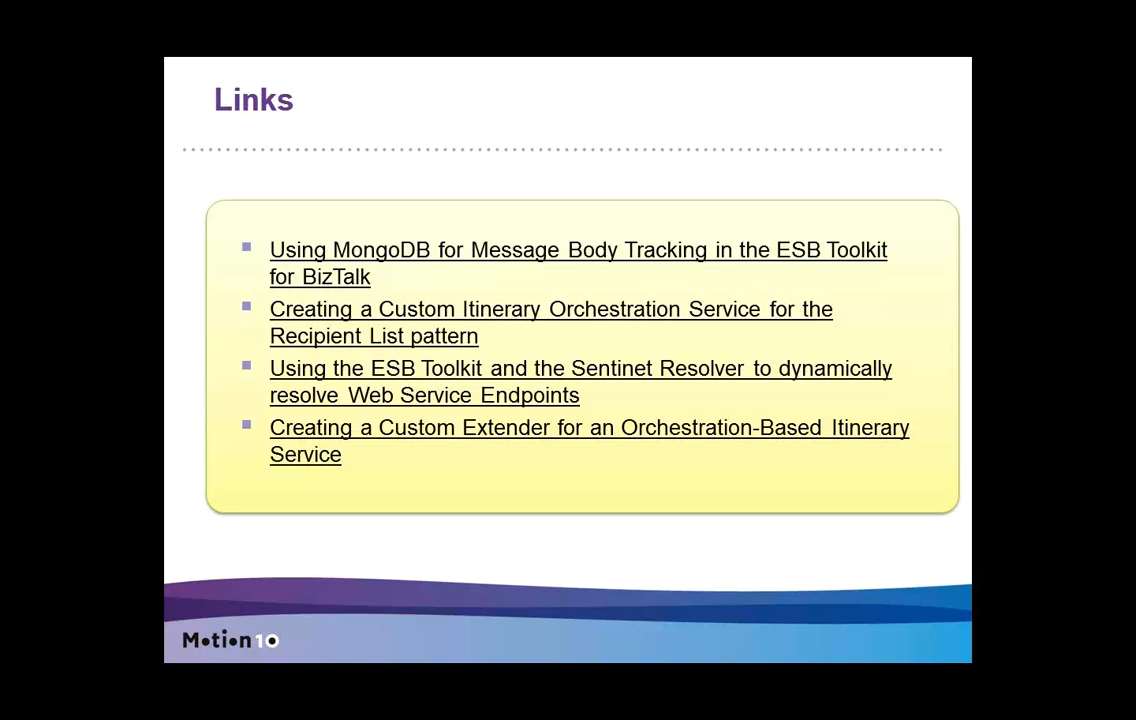 Links
Using MongoDB for Message Body Tracking in the ESB Toolkit
for BizTalk
Creating a Custom Itinerary Orchestration Service for the
Recipient List pattern
Using the ESB Toolkit and the Sentinet Resolver to dynamically
resolve Web Service Endpoints
Creating a Custom Extender for an Orchestration-Based Itinerary
Service
Motion10